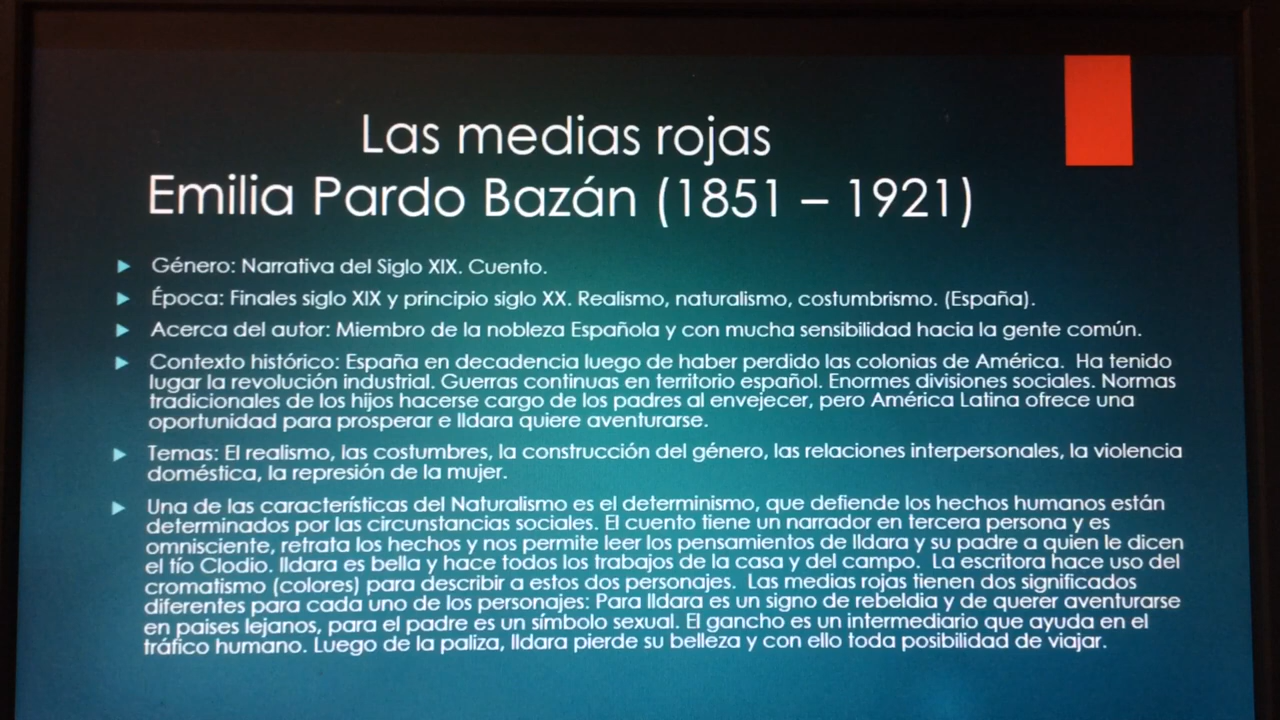 Las medias rojas
Emilia Pardo Bazán (1851 – 1921)
Género: Narrativa del Siglo XIX. Cuento.
Época: Finales siglo XIX y principio siglo XX. Realismo, naturalismo, costumbrismo. (España).
Acerca del autor: Miembro de la nobleza Española y con mucha sensibilidad hacia la gente común.
Contexto histórico: España en decadencia luego de haber perdido las colonias de América. Ha tenido
lugar la revolución industrial. Guerras continuas en territorio español. Enormes divisiones sociales. Normas
tradicionales de los hijos hacerse cargo de los padres al envejecer, pero América Latina ofrece una
oportunidad para prosperar e Ildara quiere aventurarse.
Temas: El realismo, las costumbres, la construcción del género, las relaciones interpersonales, la violencia
doméstica, la represión de la mujer.
Una de las características del Naturalismo es el determinismo, que defiende los hechos humanos están
determinados por las circunstancias sociales. El cuento tiene un narrador en tercera persona y es
omnisciente, retrata los hechos y nos permite leer los pensamientos de Ildara y su padre a quien le dicen
el tío Clodio. Ildara es bella y hace todos los trabajos de la casa y del campo. La escritora hace uso del
cromatismo (colores) para describir a estos dos personajes. Las medias rojas tienen dos significados
diferentes para cada uno de los personajes: Para Ildara es un signo de rebeldia y de querer aventurarse
en paises lejanos, para el padre es un símbolo sexual. El gancho es un intermediario que ayuda en el
tráfico humano. Luego de la paliza, Ildara pierde su belleza y con ello toda posibilidad de viajar.